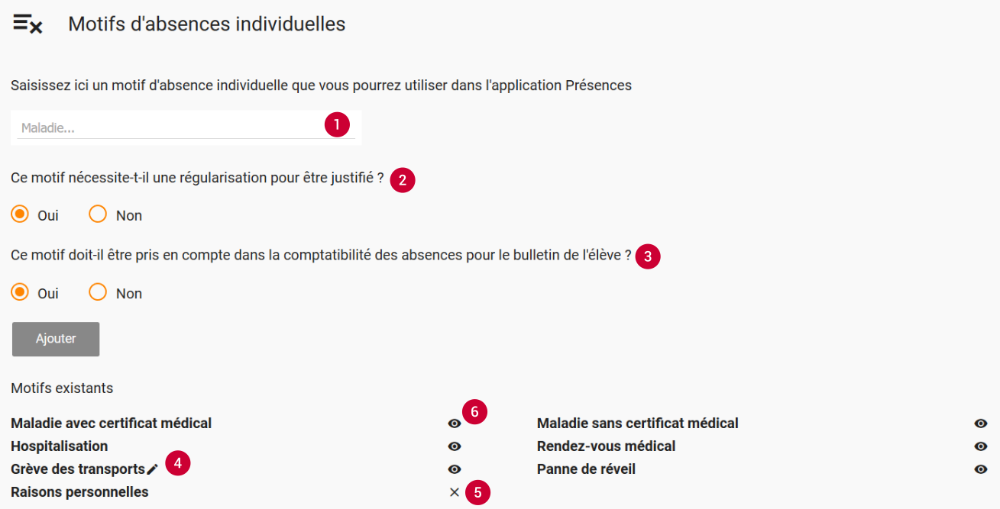 Motifs d'absences individuelles
Saisissez ici un motif d'absence individuelle que vous pourrez utiliser dans l'application Présences
Maladie... 1
Ce motif nécessite-t-il une régularisation pour être justifié ? 2
Oui Non
Ce motif doit-il être pris en compte dans la comptatibilité des absences pour le bulletin de l'élève ? 3
Oui Non
Ajouter
Motifs existants
6
Maladie avec certificat médical Maladie sans certificat médical
Hospitalisation Rendez-vous médical
Grève des transports 4 Panne de réveil
Raisons personnelles 5